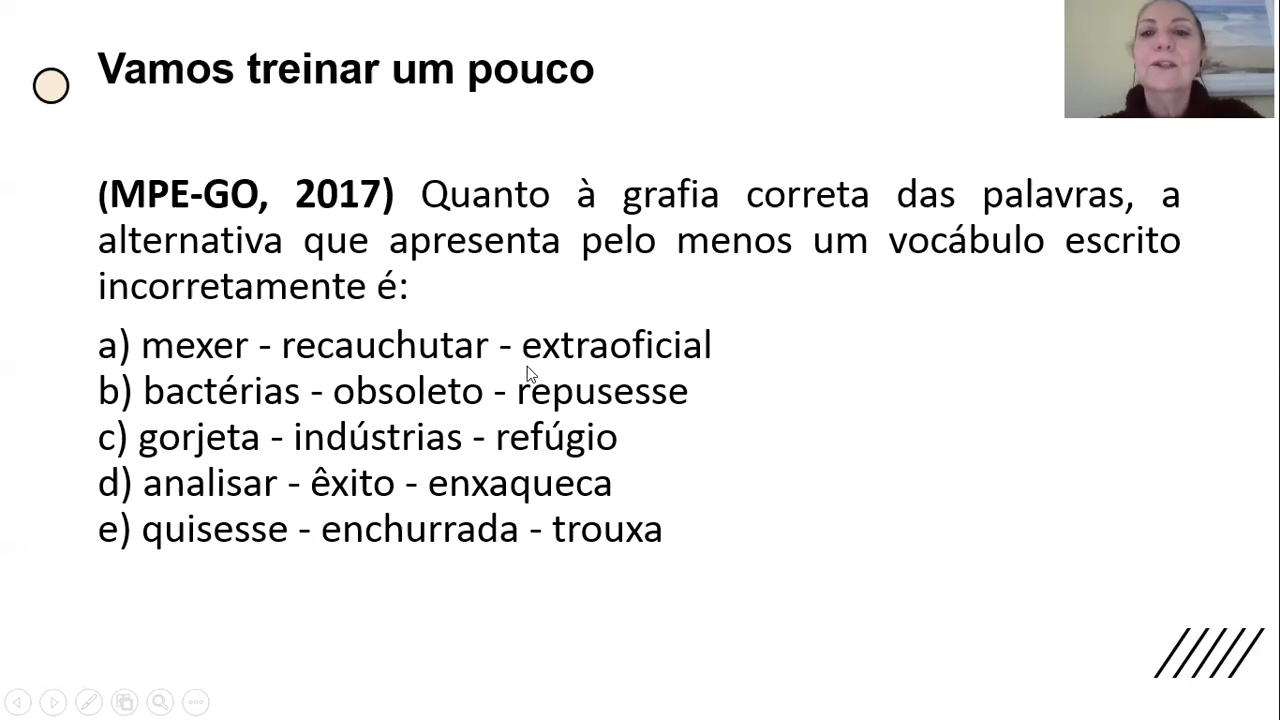 Vamos treinar um pouco
(MPE-GO, 2017) Quanto à grafia correta das palavras, a
alternativa que apresenta pelo menos um vocábulo escrito
incorretamente é:
a) mexer - recauchutar - extraoficial
b) bactérias - obsoleto - repusesse
c) gorjeta - indústrias - refúgio
d) analisar - êxito - enxaqueca
e) quisesse - enchurrada - trouxa